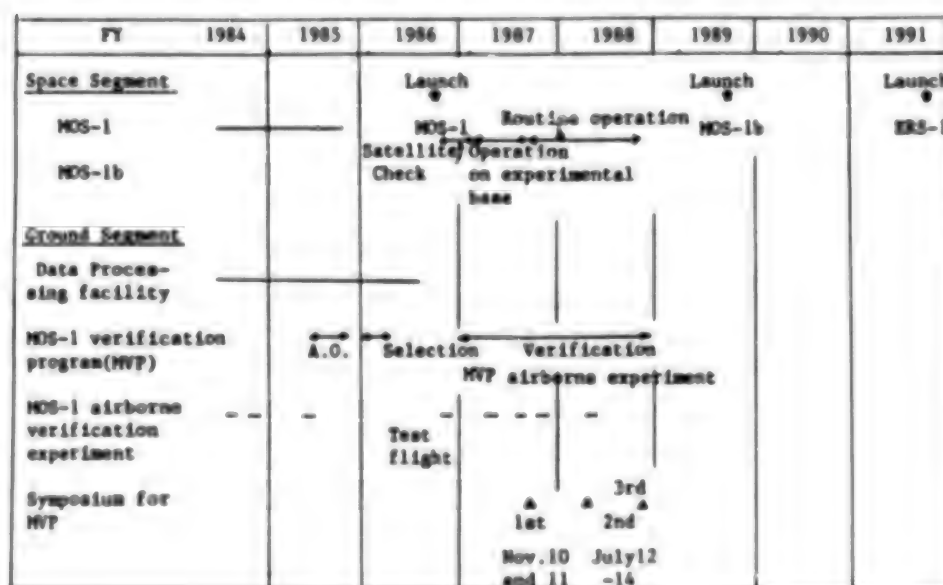 FY 1984 1985 1986 1987 1988 1989 1990 1991
Space Segment Launch Launch Launch
MOS-1 MOS-1 Routine operation MOS-1b ERS-1
Satellite Operation
MOS-1b Check on experimental
base
Ground Segment
Data Proces-
sing facility
MOS-1 verification A.O. Selection Verification
program(MVP) MVP airborne experiment
MOS-1 airborne
verification Test
experiment flight
Symposium for 3rd
MVP 1st 2nd
Nov.10 July12
and 11 -14